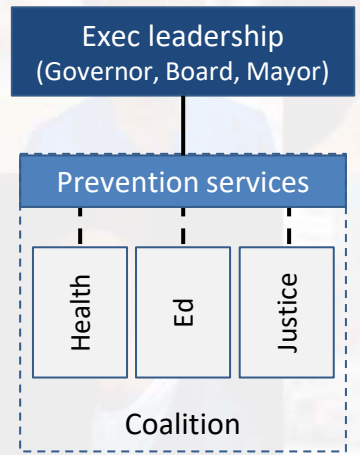 Exec leadership
(Governor, Board, Mayor)
Prevention services
Health
Ed
Justice
Coalition